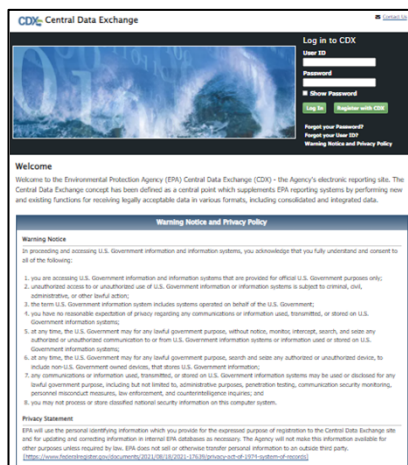 CDX Central Data Exchange
Contact Us
Log in to CDX
User ID
Password
Show Password
Log In
Register with CDX
Forgot your Password?
Forgot your User ID?
Warning Notice and Privacy Policy
Welcome
Welcome to the Environmental Protection Agency (EPA) Central Data Exchange (CDX) - the Agency's electronic reporting site. The
Central Data Exchange concept has been defined as a central point which supplements EPA reporting systems by performing new
and existing functions for receiving legally acceptable data in various formats, including consolidated and integrated data.
Warning Notice and Privacy Policy
Warning Notice
In proceeding and accessing U.S. Government information and information systems, you acknowledge that you fully understand and consent to
all of the following:
1. you are accessing U.S. Government information and information systems that are provided for official U.S. Government purposes only;
2. unauthorized access to or unauthorized use of U.S. Government information or information systems is subject to criminal, civil,
administrative, or other lawful action;
3. the term U.S. Government information system includes systems operated on behalf of the U.S. Government;
4. you have no reasonable expectation of privacy regarding any communications or information used, transmitted, or stored on U.S.
Government information systems;
5. at any time, the U.S. Government may for any lawful government purpose, without notice, monitor, intercept, search, and seize any
authorized or unauthorized communication to or from U.S. Government information systems or information used or stored on U.S.
Government information systems;
6. at any time, the U.S. Government may for any lawful government purpose, search and seize any authorized or unauthorized device, to
include non-U.S. Government owned devices, that stores U.S. Government information;
7. any communications or information used, transmitted, or stored on U.S. Government information systems may be used or disclosed for any
lawful government purpose, including but not limited to, administrative purposes, penetration testing, communication security monitoring,
personnel misconduct measures, law enforcement, and counterintelligence inquiries; and
8. you may not process or store classified national security information on this computer system.
Privacy Statement
EPA will use the personal identifying information which you provide for the expressed purpose of registration to the Central Data Exchange site
and for updating and correcting information in internal EPA databases as necessary. The Agency will not make this information available for
other purposes unless required by law. EPA does not sell or otherwise transfer personal information to an outside third party.
[https://www.federalregister.gov/documents/2021/08/18/2021-17639/privacy-act-of-1974-system-of-records]